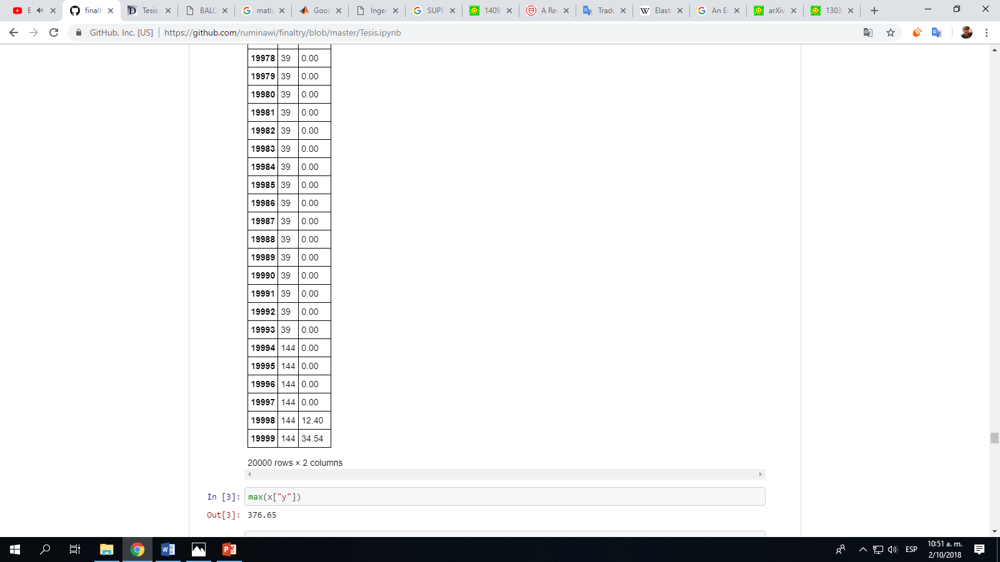 E
finalt
Tesis
BALC
matla
Gooc
Inger
SUPP
1409
A Re
Tradu
Elasti
An E
arXiv
1303
GitHub, Inc. [US] https://github.com/ruminawi/finaltry/blob/master/Tesis.ipynb
19978 39 0.00
19979 39 0.00
19980 39 0.00
19981 39 0.00
19982 39 0.00
19983 39 0.00
19984 39 0.00
19985 39 0.00
19986 39 0.00
19987 39 0.00
19988 39 0.00
19989 39 0.00
19990 39 0.00
19991 39 0.00
19992 39 0.00
19993 39 0.00
19994 144 0.00
19995 144 0.00
19996 144 0.00
19997 144 0.00
19998 144 12.40
19999 144 34.54
20000 rows × 2 columns
In [3]: max(x["y"])
Out[3]: 376.65
ESP
10:51 a. m.
2/10/2018